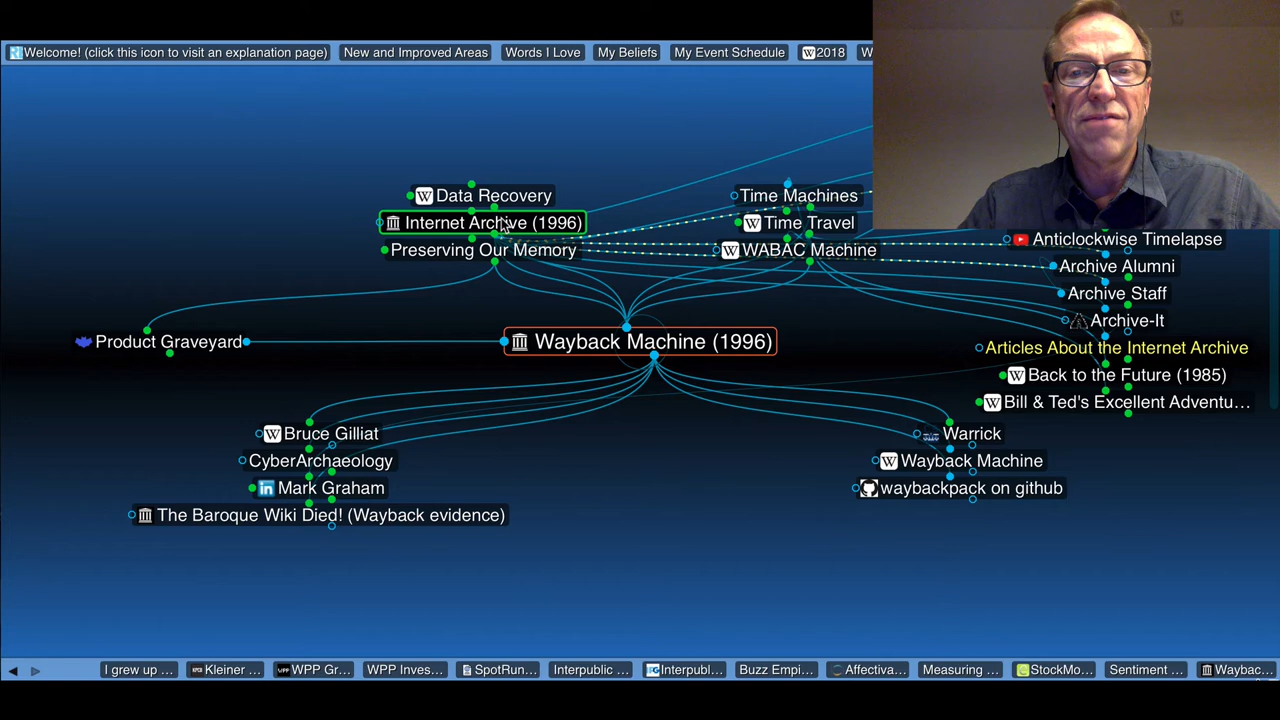 Welcome! (click this icon to visit an explanation page)
New and Improved Areas
Words I Love
My Beliefs
My Event Schedule
W 2018
W
W Data Recovery
Internet Archive (1996)
Preserving Our Memory
Time Machines
W Time Travel
W WABAC Machine
Anticlockwise Timelapse
Archive Alumni
Archive Staff
Archive-It
Articles About the Internet Archive
W Back to the Future (1985)
W Bill & Ted's Excellent Adventu...
Product Graveyard
Wayback Machine (1996)
W Bruce Gilliat
CyberArchaeology
in Mark Graham
The Baroque Wiki Died! (Wayback evidence)
Warrick
W Wayback Machine
waybackpack on github
I grew up ...
Kleiner ...
WPP Gr...
WPP Inves...
SpotRun...
Interpublic ...
Interpubl...
Buzz Empi...
Affectiva...
Measuring ...
StockMo...
Sentiment ...
Waybac...